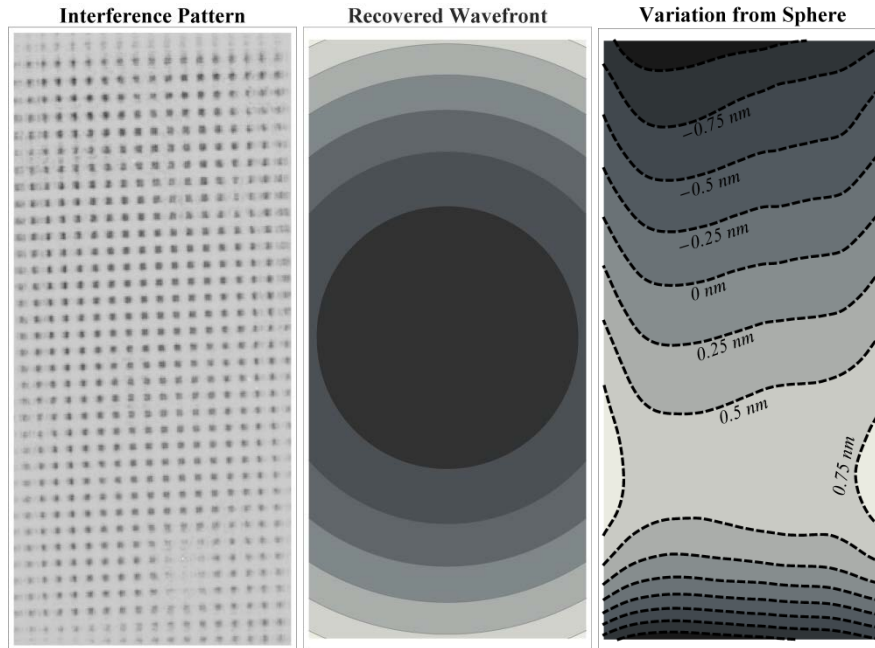 Interference Pattern
Recovered Wavefront
Variation from Sphere
−0.75 nm
−0.5 nm
−0.25 nm
0 nm
0.25 nm
0.5 nm
0.75 nm